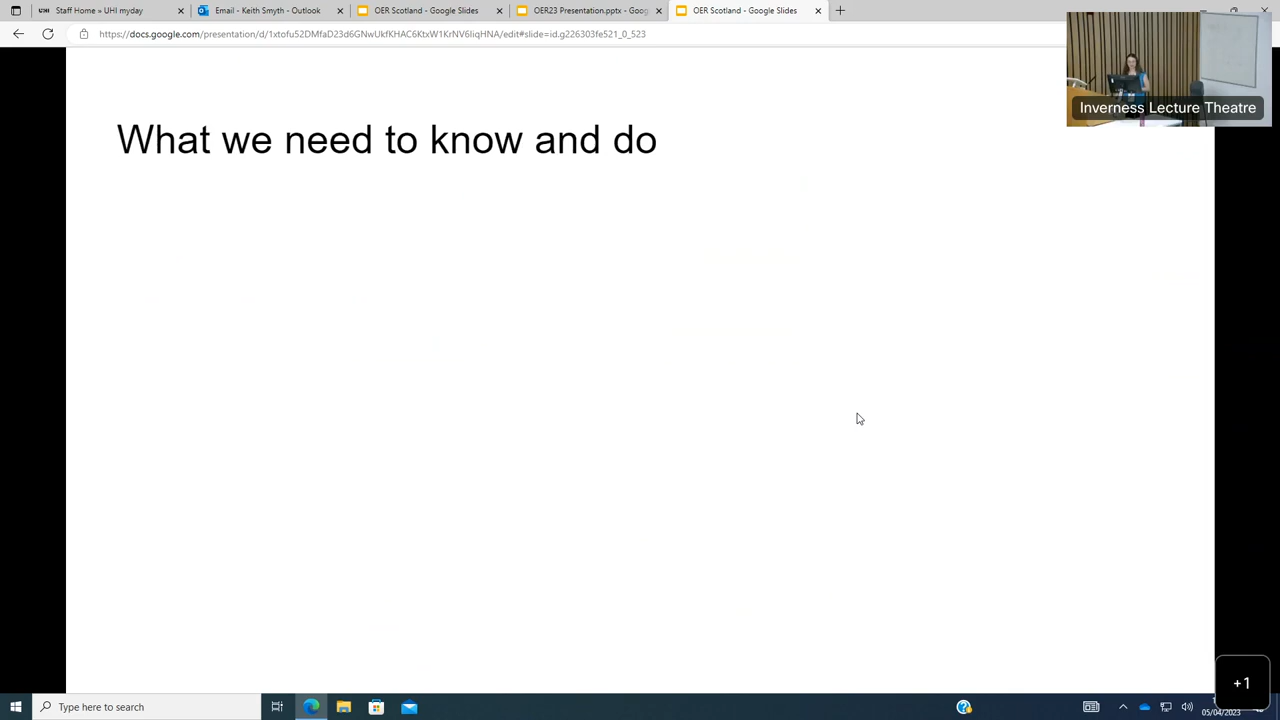 Staff Home » UHI myday
Email - Keith Smyth - Outlook
OER Scotland - Google Slides
OER23 Presentation.pptx - Goog
OER Scotland - Google Slides
https://docs.google.com/presentation/d/1xtofu52DMfaD23d6GNwUkfKHAC6KtxW1KrNV6IiqHNA/edit#slide=id.g226303fe521_0_523
Inverness Lecture Theatre
What we need to know and do
+1
Type here to search
05/04/2023